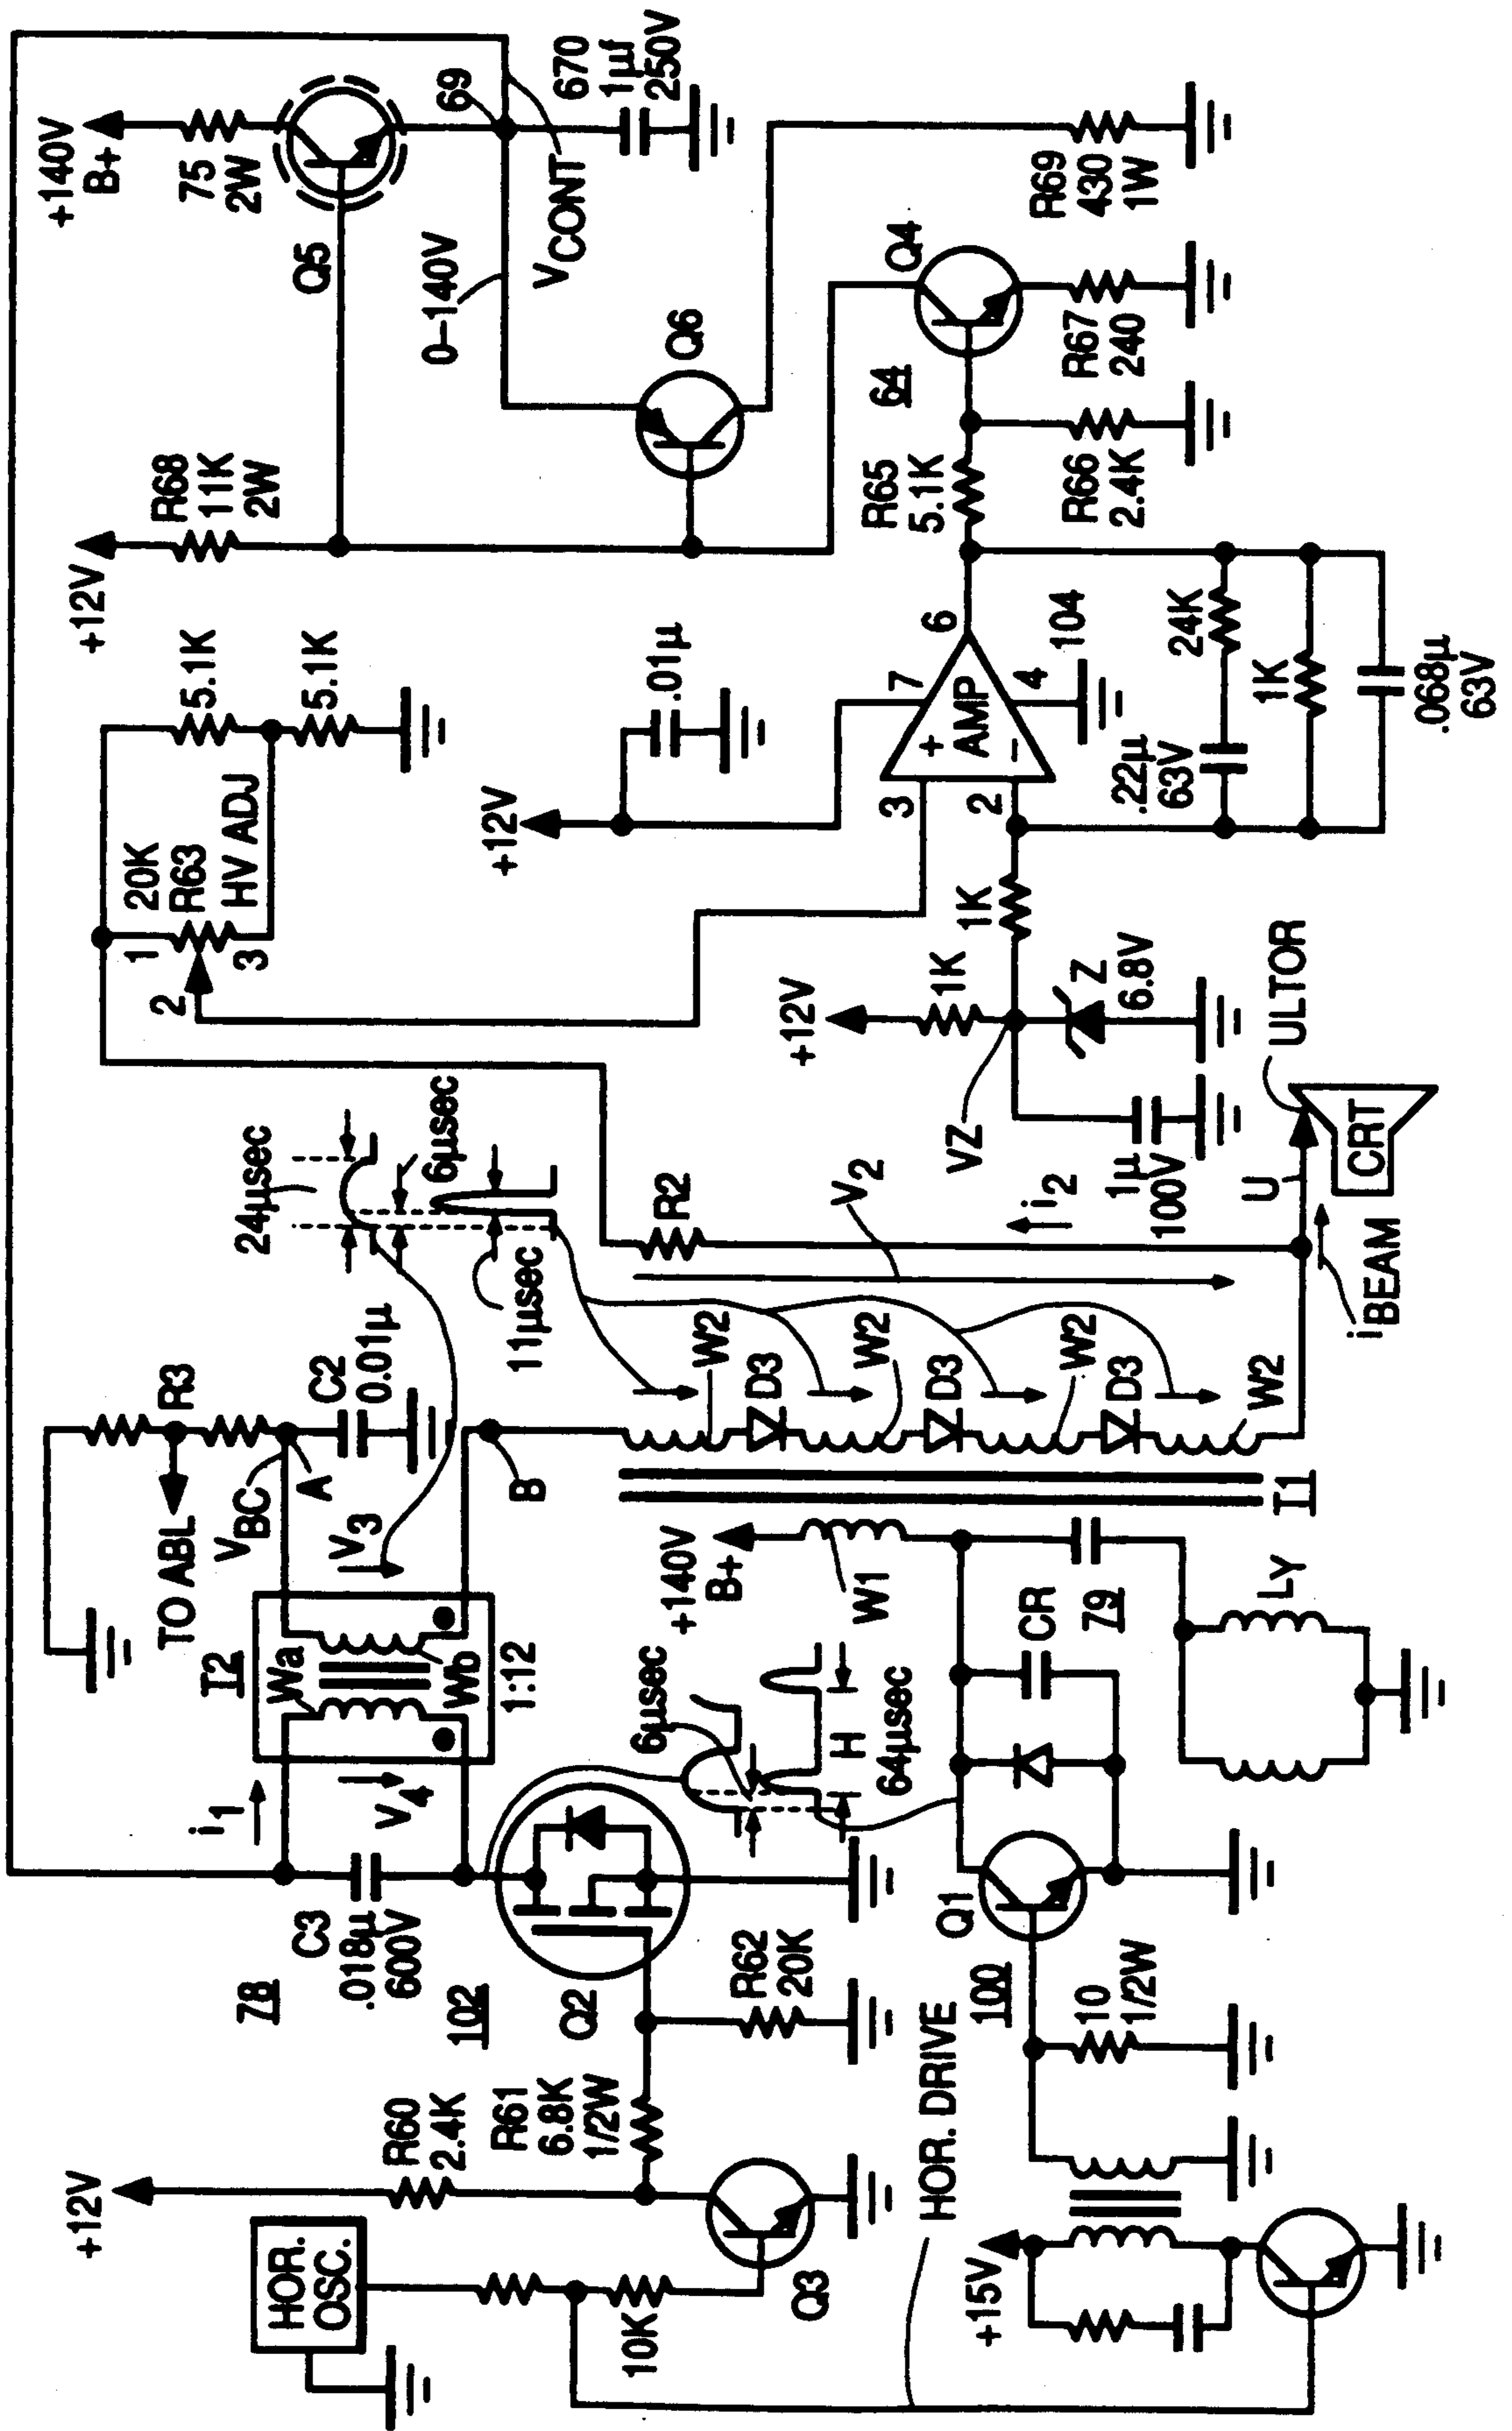 HOR.
OSC.
+12V
R60
2.4K
R61
6.8K
1/2W
10K
Q3
HOR. DRIVE
+15V
78
C3
.018µ
600V
102
Q2
R62
20K
Q1
100
10
1/2W
i1
V4
T2
Wa
Wb
1:12
TO ABL
VBC
A
V3
R3
C2
0.01µ
B
6µsec
H
64µsec
+140V
B+
W1
CR
79
LY
T1
24µsec
6µsec
11µsec
W2
D3
W2
D3
W2
D3
W2
R2
V2
i2
U
iBEAM
CRT
ULTOR
20K
R63
HV ADJ
1
2
3
5.1K
5.1K
+12V
.01µ
+12V
1K
VZ
Z
6.8V
1µ
100V
1K
3
2
+
AMP
–
7
6
4
104
.22µ
63V
24K
1K
.068µ
63V
+12V
R68
11K
2W
Q5
+140V
B+
75
2W
69
670
1µf
250V
VCONT
0–140V
Q6
R65
5.1K
R66
2.4K
64
Q4
R67
240
R69
430
1W